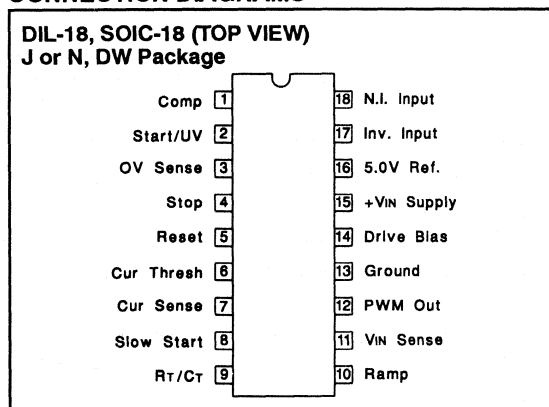 DIL-18, SOIC-18 (TOP VIEW)
J or N, DW Package
Comp 1
Start/UV 2
OV Sense 3
Stop 4
Reset 5
Cur Thresh 6
Cur Sense 7
Slow Start 8
RT/CT 9
18 N.I. Input
17 Inv. Input
16 5.0V Ref.
15 +VIN Supply
14 Drive Bias
13 Ground
12 PWM Out
11 VIN Sense
10 Ramp